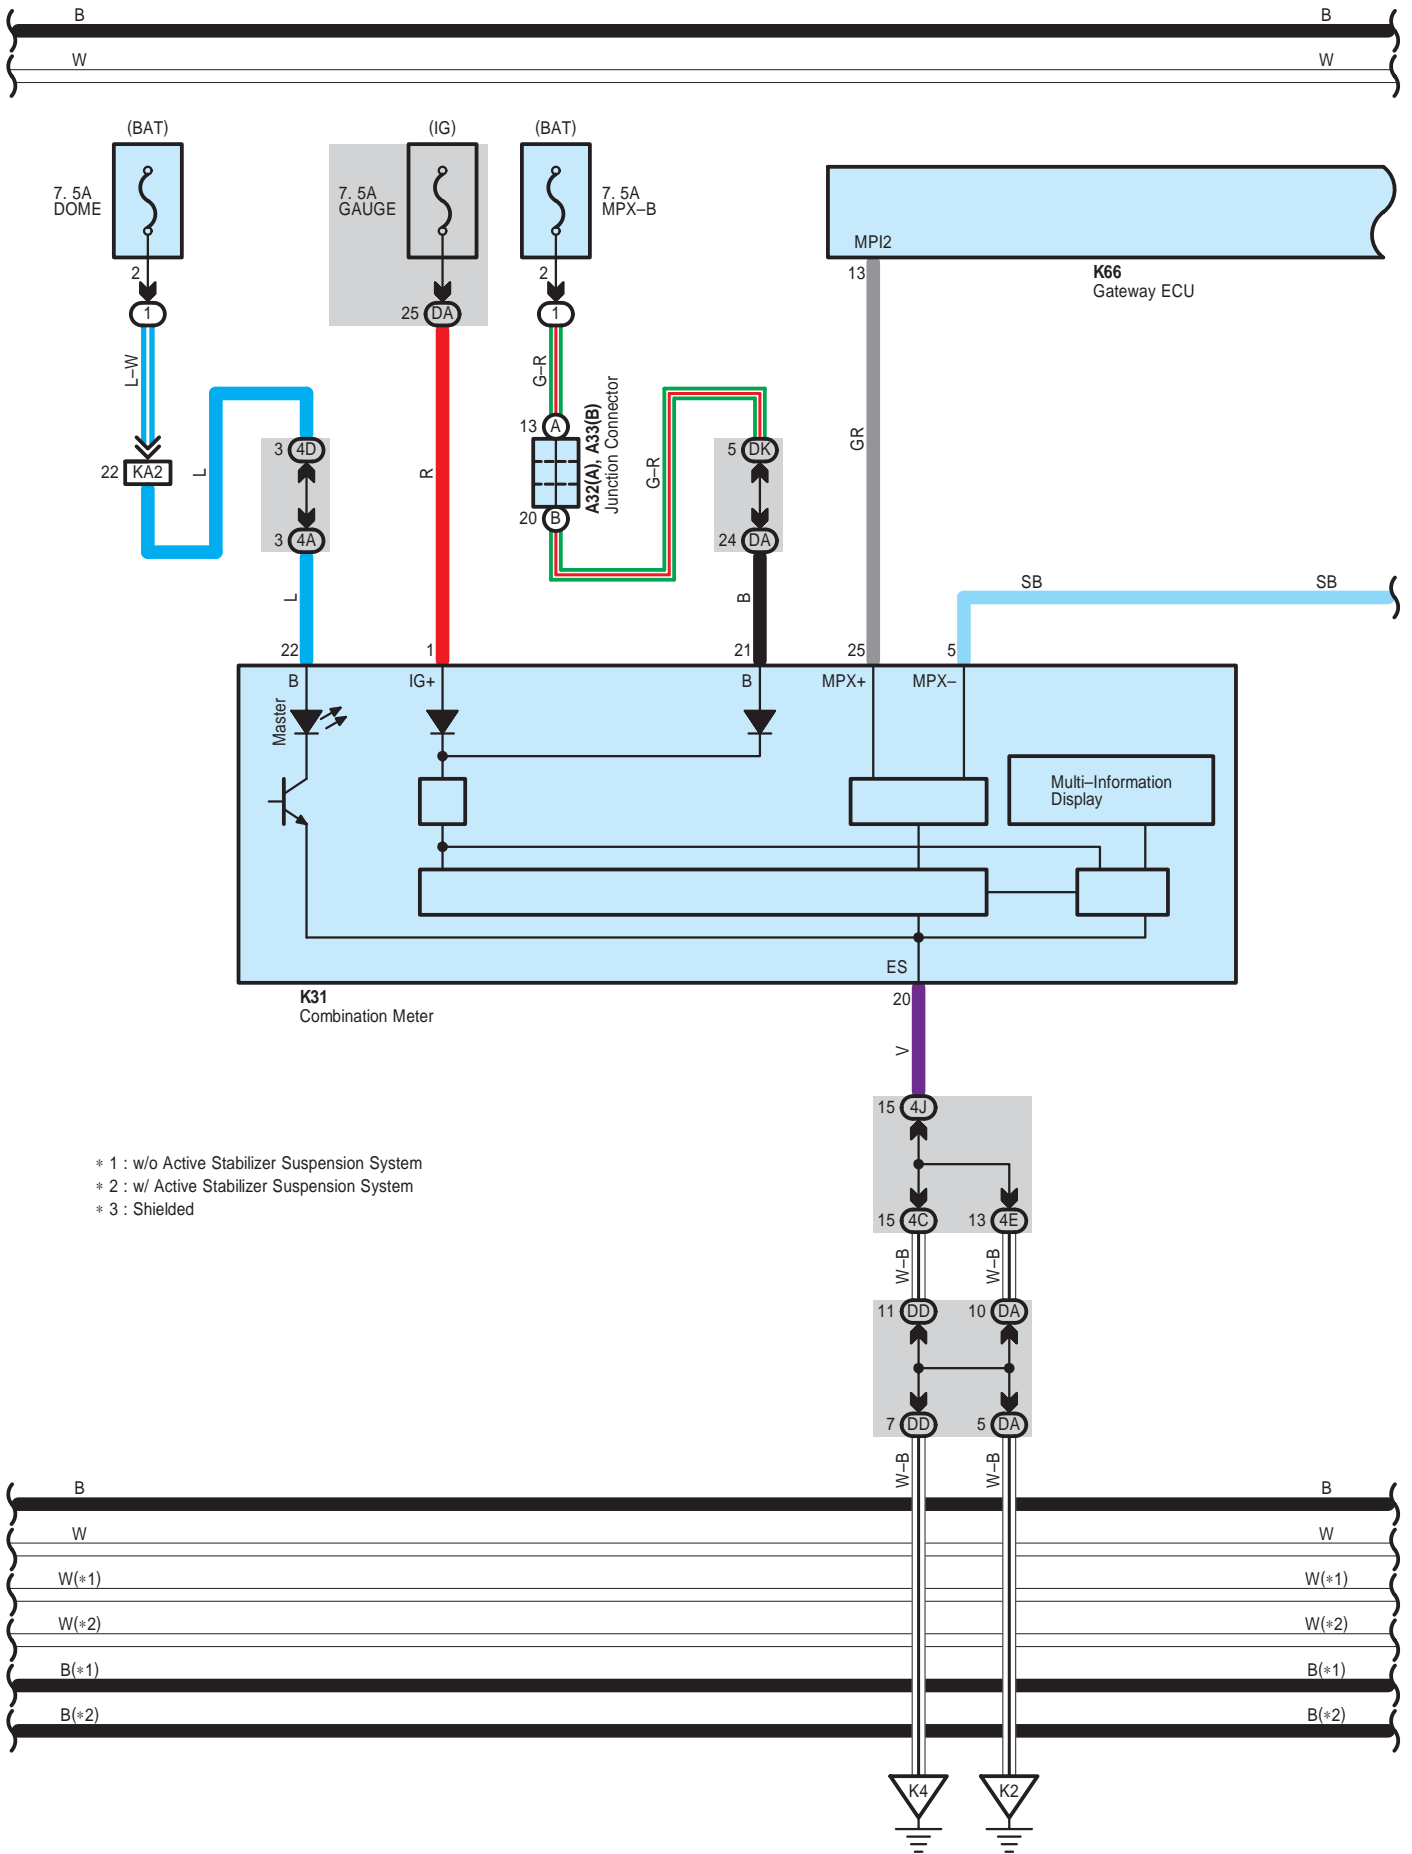 B B
W W
(BAT) (IG) (BAT)
7. 5A
DOME
7. 5A
GAUGE
7. 5A
MPX–B
MPI2
2 2 13
K66
Gateway ECU
1 25 DA 1
L–W
G–R
13 A
A32(A), A33(B)
Junction Connector
22 KA2
L
3 4D
R
G–R
5 DK
GR
20 B
3 4A
24 DA
SB SB
L
B
22 1 21 25 5
B IG+ B MPX+ MPX–
Master
Multi–Information
Display
ES
K31
Combination Meter
20
V
15 4J
∗ 1 : w/o Active Stabilizer Suspension System
∗ 2 : w/ Active Stabilizer Suspension System
∗ 3 : Shielded
15 4C 13 4E
W–B W–B
11 DD 10 DA
7 DD 5 DA
W–B W–B
B B
W W
W(∗1) W(∗1)
W(∗2) W(∗2)
B(∗1) B(∗1)
B(∗2) B(∗2)
K4 K2